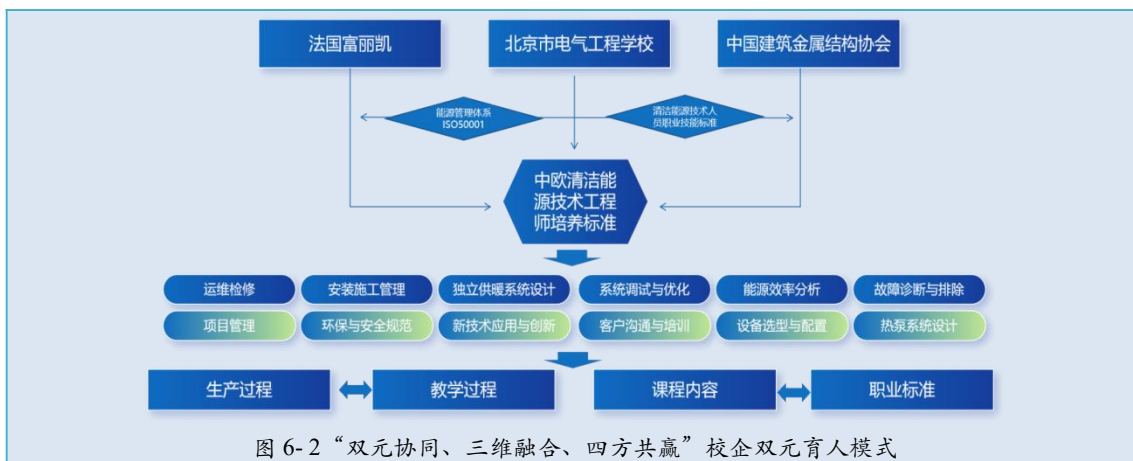 法国富丽凯
北京市电气工程学校
中国建筑金属结构协会
能源管理体系
ISO50001
清洁能源技术人
员职业技能标准
中欧清洁能
源技术工程
师培养标准
运维检修
安装施工管理
独立供暖系统设计
系统调试与优化
能源效率分析
故障诊断与排除
项目管理
环保与安全规范
新技术应用与创新
客户沟通与培训
设备选型与配置
热泵系统设计
生产过程
教学过程
课程内容
职业标准
图 6-2“双元协同、三维融合、四方共赢”校企双元育人模式